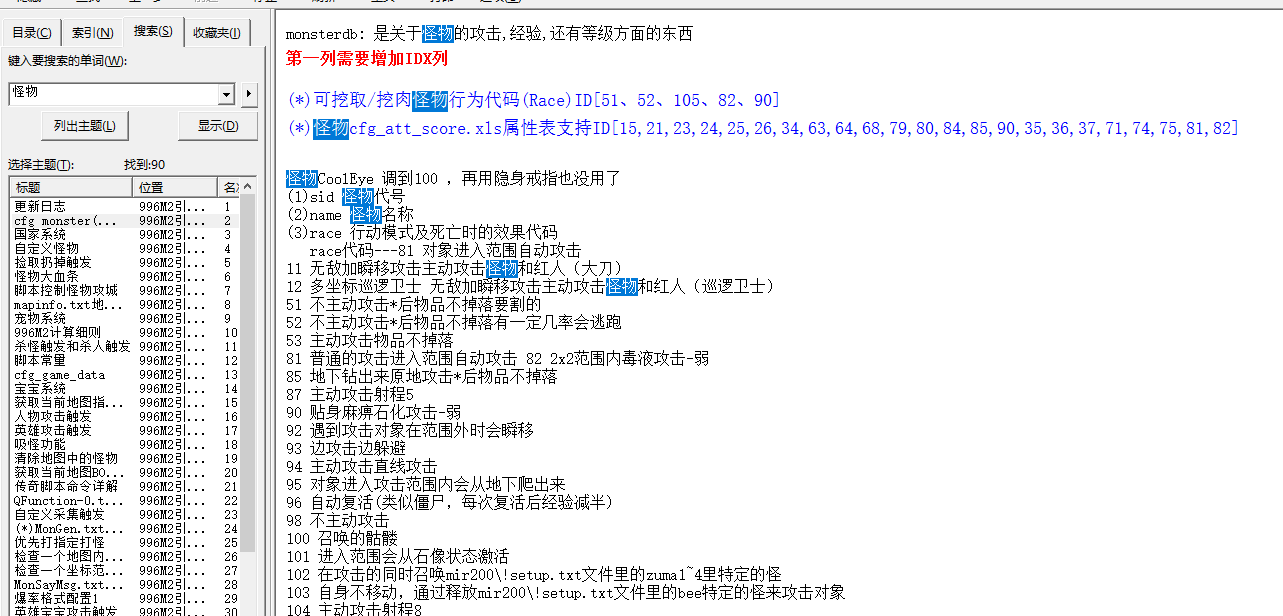 目录(C)
索引(N)
搜索(S)
收藏夹(I)
键入要搜索的单词(W):
怪物
列出主题(L)
显示(D)
选择主题(T):
找到:90
标题
位置
更新日志 996M2引... 1
cfg_monster(... 996M2引... 2
国家系统 996M2引... 3
自定义怪物 996M2引... 4
捡取扔掉触发 996M2引... 5
怪物大血条 996M2引... 6
脚本控制怪物攻城 996M2引... 7
mapinfo.txt地... 996M2引... 8
宠物系统 996M2引... 9
996M2计算细则 996M2引... 10
杀怪触发和杀人触发 996M2引... 11
脚本常量 996M2引... 12
cfg_game_data 996M2引... 13
宝宝系统 996M2引... 14
获取当前地图指... 996M2引... 15
人物攻击触发 996M2引... 16
英雄攻击触发 996M2引... 17
吸怪功能 996M2引... 18
清除地图中的怪物 996M2引... 19
获取当前地图BO... 996M2引... 20
传奇脚本命令详解 996M2引... 21
QFunction-0.t... 996M2引... 22
自定义采集触发 996M2引... 23
(*)MonGen.txt... 996M2引... 24
优先打指定打怪 996M2引... 25
检查一个地图内... 996M2引... 26
检查一个坐标范... 996M2引... 27
MonSayMsg.txt... 996M2引... 28
爆率格式配置1 996M2引... 29
英雄宝宝攻击触发 996M2引... 30
monsterdb: 是关于怪物的攻击,经验,还有等级方面的东西
第一列需要增加IDX列
(*)可挖取/挖肉怪物行为代码(Race)ID[51、52、105、82、90]
(*)怪物cfg_att_score.xls属性表支持ID[15,21,23,24,25,26,34,63,64,68,79,80,84,85,90,35,36,37,71,74,75,81,82]
怪物CoolEye 调到100 ，再用隐身戒指也没用了
(1)sid 怪物代号
(2)name 怪物名称
(3)race 行动模式及死亡时的效果代码
race代码---81 对象进入范围自动攻击
11 无敌加瞬移攻击主动攻击怪物和红人（大刀）
12 多坐标巡逻卫士 无敌加瞬移攻击主动攻击怪物和红人（巡逻卫士）
51 不主动攻击*后物品不掉落要割的
52 不主动攻击*后物品不掉落有一定几率会逃跑
53 主动攻击物品不掉落
81 普通的攻击进入范围自动攻击 82 2x2范围内毒液攻击-弱
85 地下钻出来原地攻击*后物品不掉落
87 主动攻击射程5
90 贴身麻痹石化攻击-弱
92 遇到攻击对象在范围外时会瞬移
93 边攻击边躲避
94 主动攻击直线攻击
95 对象进入攻击范围内会从地下爬出来
96 自动复活(类似僵尸，每次复活后经验减半)
98 不主动攻击
100 召唤的骷髅
101 进入范围会从石像状态激活
102 在攻击的同时召唤mir200\!setup.txt文件里的zuma1~4里特定的怪
103 自身不移动，通过释放mir200\!setup.txt文件里的bee特定的怪来攻击对象
104 主动攻击射程8